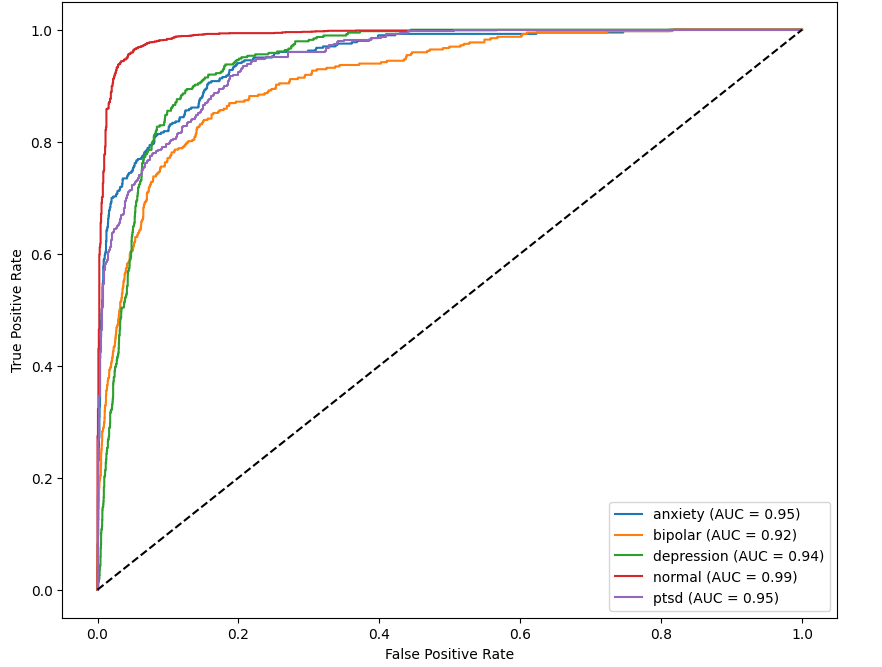 1.0
0.8
0.6
0.4
0.2
0.0
True Positive Rate
anxiety (AUC = 0.95)
bipolar (AUC = 0.92)
depression (AUC = 0.94)
normal (AUC = 0.99)
ptsd (AUC = 0.95)
0.0 0.2 0.4 0.6 0.8 1.0
False Positive Rate